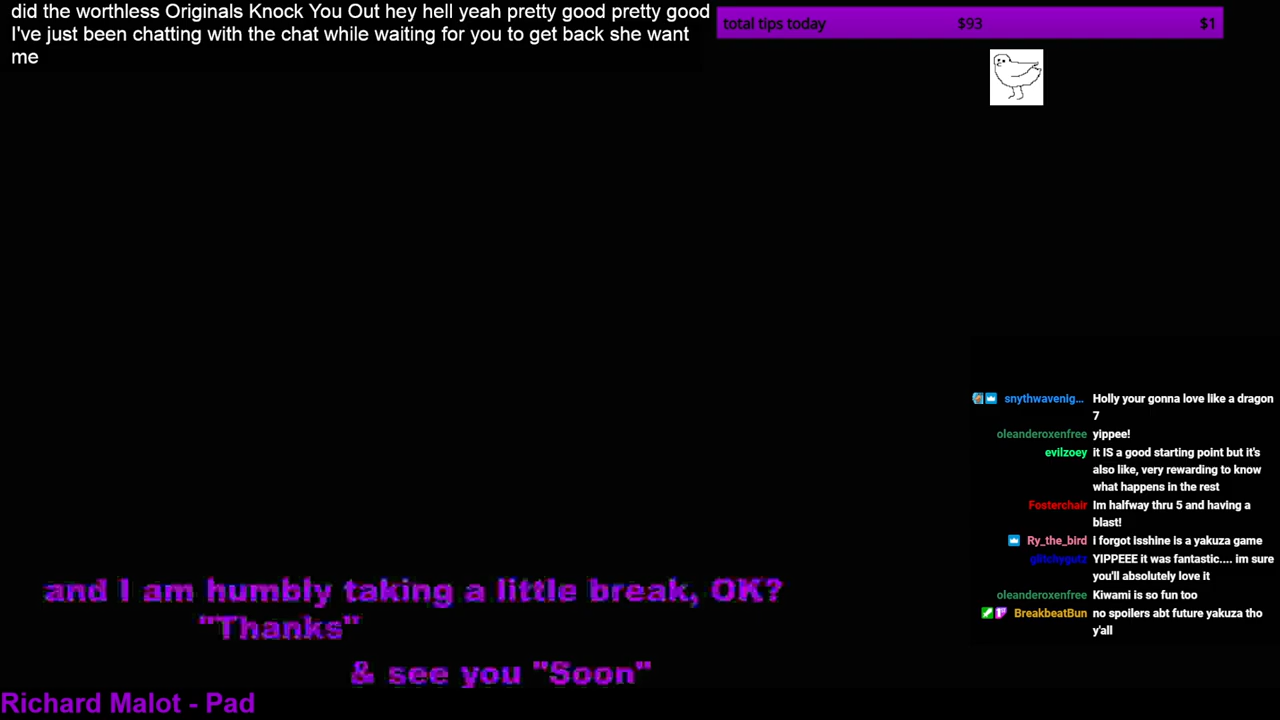 did the worthless Originals Knock You Out hey hell yeah pretty good pretty good
I've just been chatting with the chat while waiting for you to get back she want
me
total tips today $93 $1
snythwavenig... Holly your gonna love like a dragon
7
oleanderoxenfree yippee!
evilzoey it IS a good starting point but it's
also like, very rewarding to know
what happens in the rest
Fosterchair Im halfway thru 5 and having a
blast!
Ry_the_bird i forgot isshine is a yakuza game
glitchygutz YIPPEEE it was fantastic.... im sure
you'll absolutely love it
oleanderoxenfree Kiwami is so fun too
BreakbeatBun no spoilers abt future yakuza tho
y'all
and I am humbly taking a little break, OK?
"Thanks"
& see you "Soon"
Richard Malot - Pad